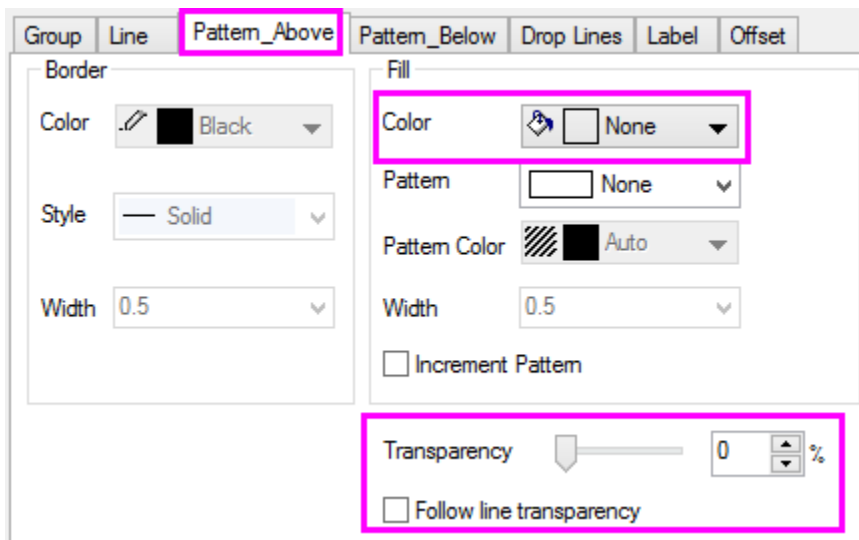 Group Line Pattern_Above Pattern_Below Drop Lines Label Offset
Border
Color Black
Style Solid
Width 0.5
Fill
Color None
Pattern None
Pattern Color Auto
Width 0.5
Increment Pattern
Transparency 0 %
Follow line transparency